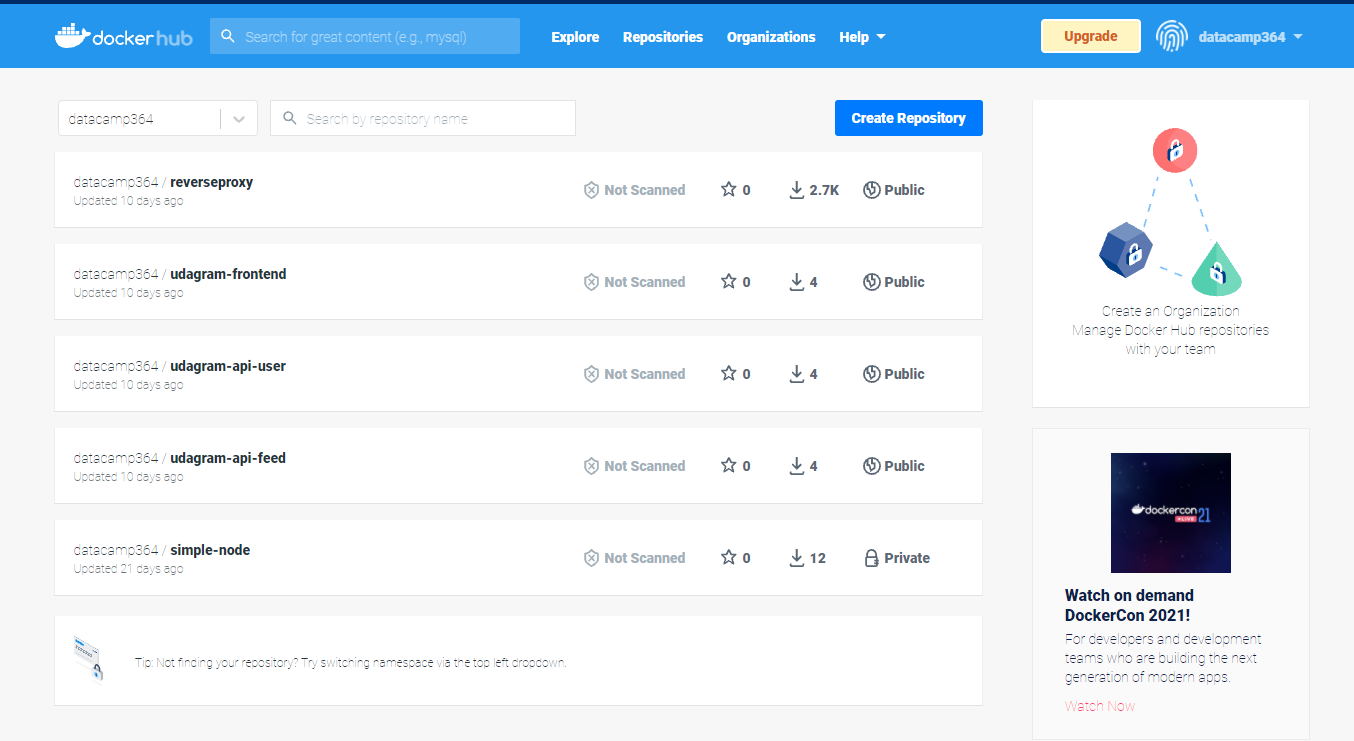 docker hub
Search for great content (e.g., mysql)
Explore
Repositories
Organizations
Help
Upgrade
datacamp364
datacamp364
Search by repository name
Create Repository
datacamp364 / reverseproxy
Updated 10 days ago
Not Scanned
0
2.7K
Public
datacamp364 / udagram-frontend
Updated 10 days ago
Not Scanned
0
4
Public
datacamp364 / udagram-api-user
Updated 10 days ago
Not Scanned
0
4
Public
datacamp364 / udagram-api-feed
Updated 10 days ago
Not Scanned
0
4
Public
datacamp364 / simple-node
Updated 21 days ago
Not Scanned
0
12
Private
Tip: Not finding your repository? Try switching namespace via the top left dropdown.
Create an Organization
Manage Docker Hub repositories
with your team
dockercon
LIVE
21
Watch on demand
DockerCon 2021!
For developers and development
teams who are building the next
generation of modern apps.
Watch Now